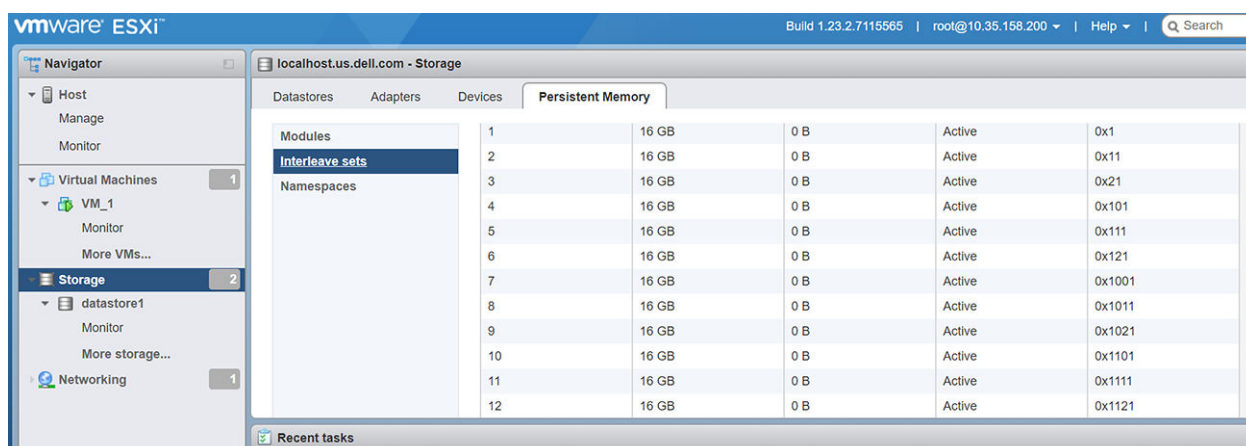 vmware ESXi™
Build 1.23.2.7115565 | root@10.35.158.200 | Help | Search
Navigator
localhost.us.dell.com - Storage
Host
Manage
Monitor
Virtual Machines 1
VM_1
Monitor
More VMs...
Storage 2
datastore1
Monitor
More storage...
Networking 1
Datastores Adapters Devices Persistent Memory
Modules
Interleave sets
Namespaces
1 16 GB 0 B Active 0x1
2 16 GB 0 B Active 0x11
3 16 GB 0 B Active 0x21
4 16 GB 0 B Active 0x101
5 16 GB 0 B Active 0x111
6 16 GB 0 B Active 0x121
7 16 GB 0 B Active 0x1001
8 16 GB 0 B Active 0x1011
9 16 GB 0 B Active 0x1021
10 16 GB 0 B Active 0x1101
11 16 GB 0 B Active 0x1111
12 16 GB 0 B Active 0x1121
Recent tasks